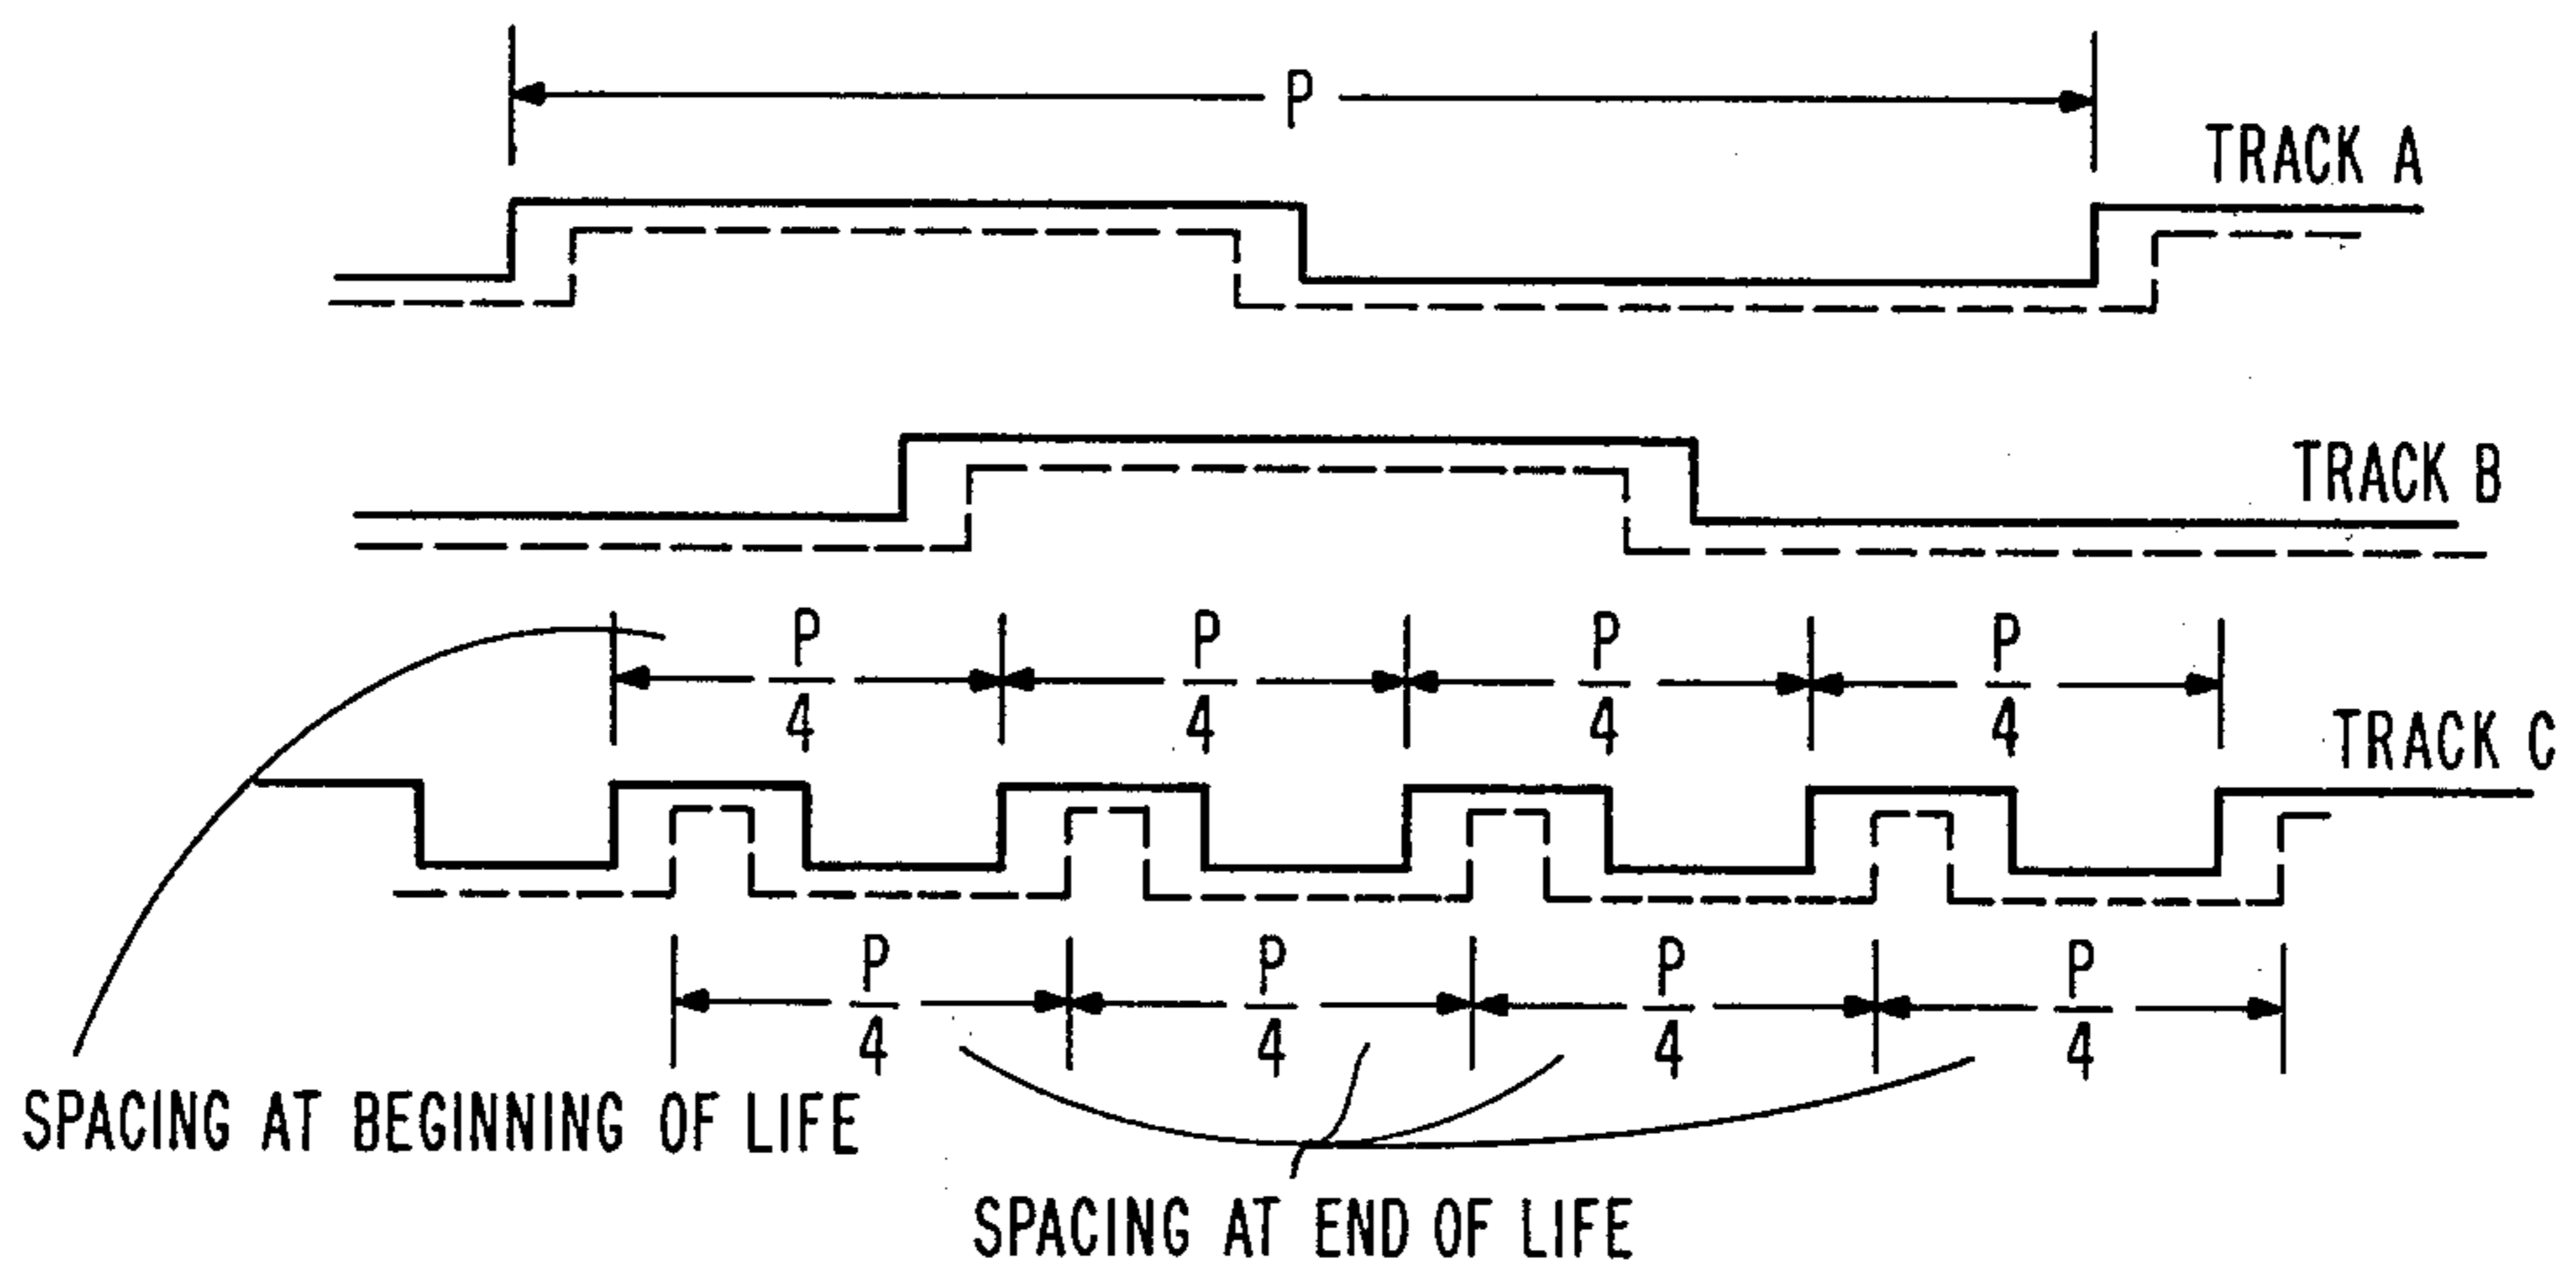 P
TRACK A
TRACK B
P/4 P/4 P/4 P/4
TRACK C
P/4 P/4 P/4 P/4
SPACING AT BEGINNING OF LIFE
SPACING AT END OF LIFE